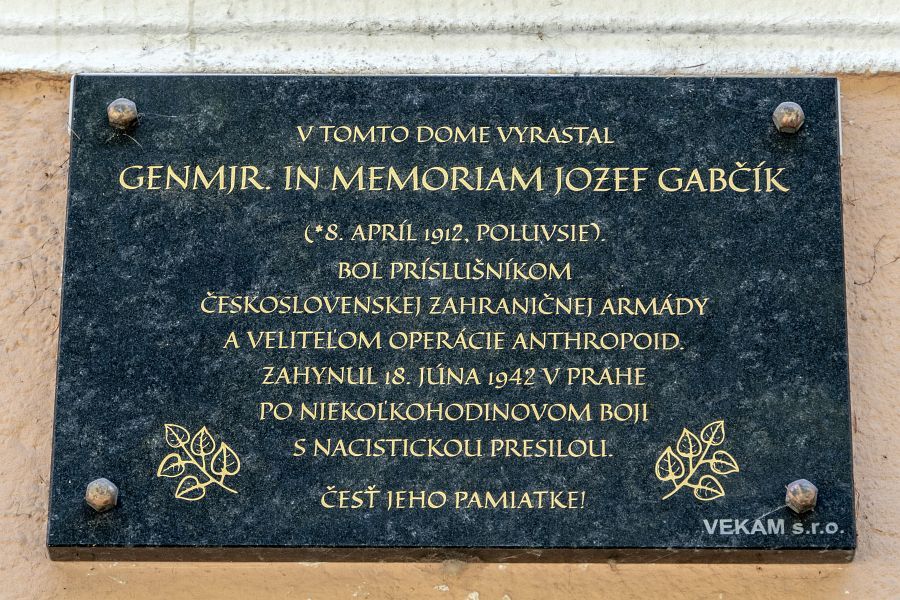 V TOMTO DOME VYRASTAL
GENMJR. IN MEMORIAM JOZEF GABČÍK
(*8. APRÍL 1912, POLUVSIE).
BOL PRÍSLUŠNÍKOM
ČESKOSLOVENSKEJ ZAHRANIČNEJ ARMÁDY
A VELITEĽOM OPERÁCIE ANTHROPOID.
ZAHYNUL 18. JÚNA 1942 V PRAHE
PO NIEKOĽKOHODINOVOM BOJI
S NACISTICKOU PRESILOU.
ČESŤ JEHO PAMIATKE!
VEKAM s.r.o.